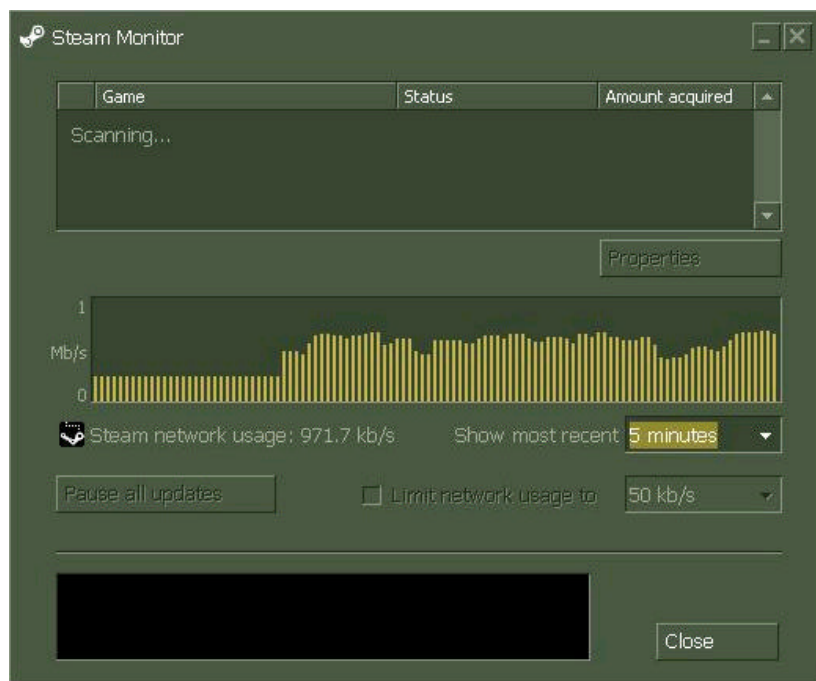 Steam Monitor
Game Status Amount acquired
Scanning...
Properties
1
Mb/s
0
Steam network usage: 971.7 kb/s Show most recent 5 minutes
Pause all updates Limit network usage to 50 kb/s
Close